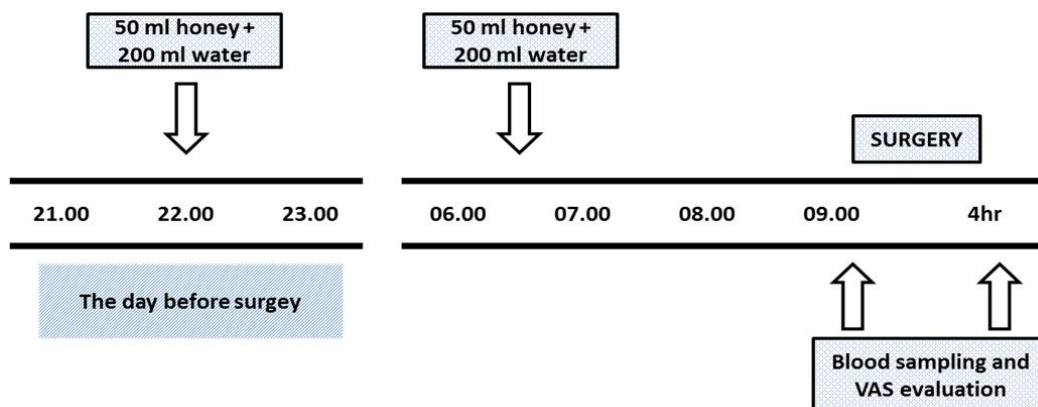 50 ml honey +
200 ml water
50 ml honey +
200 ml water
SURGERY
21.00 22.00 23.00 06.00 07.00 08.00 09.00 4hr
The day before surgey
Blood sampling and
VAS evaluation